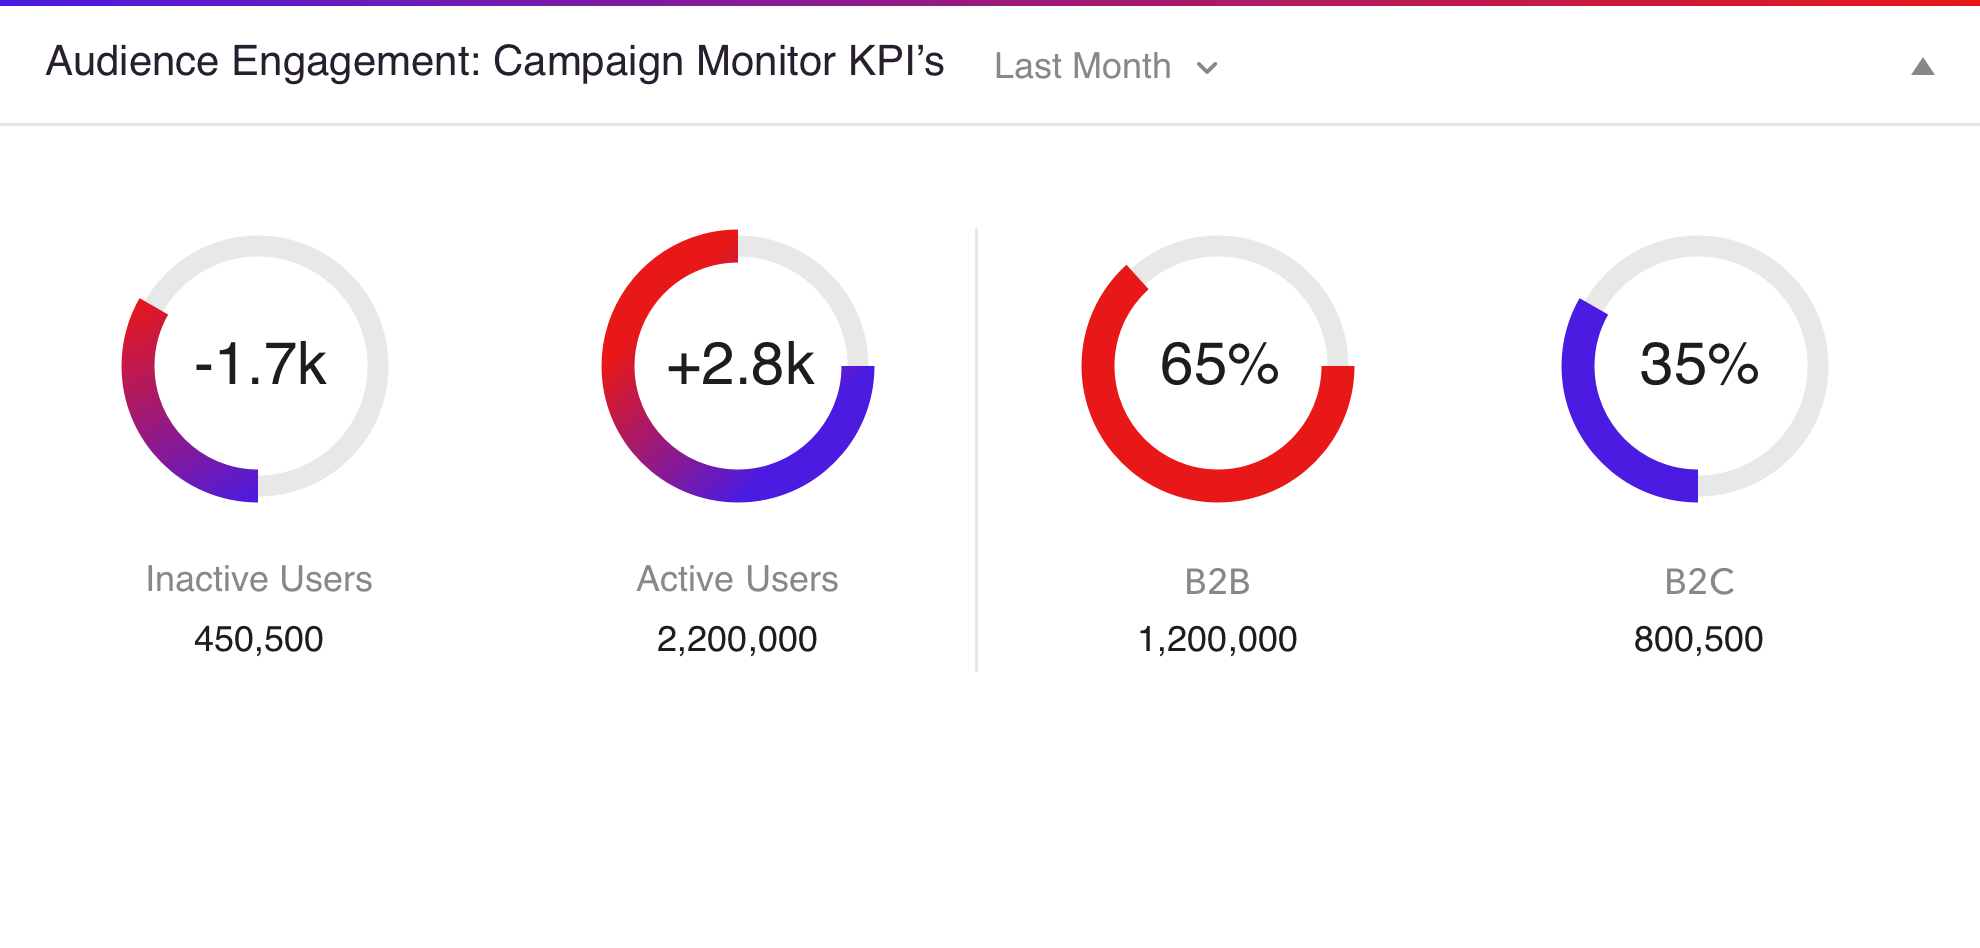 Audience Engagement: Campaign Monitor KPI’s
Last Month
-1.7k
+2.8k
65%
35%
Inactive Users
Active Users
B2B
B2C
450,500
2,200,000
1,200,000
800,500